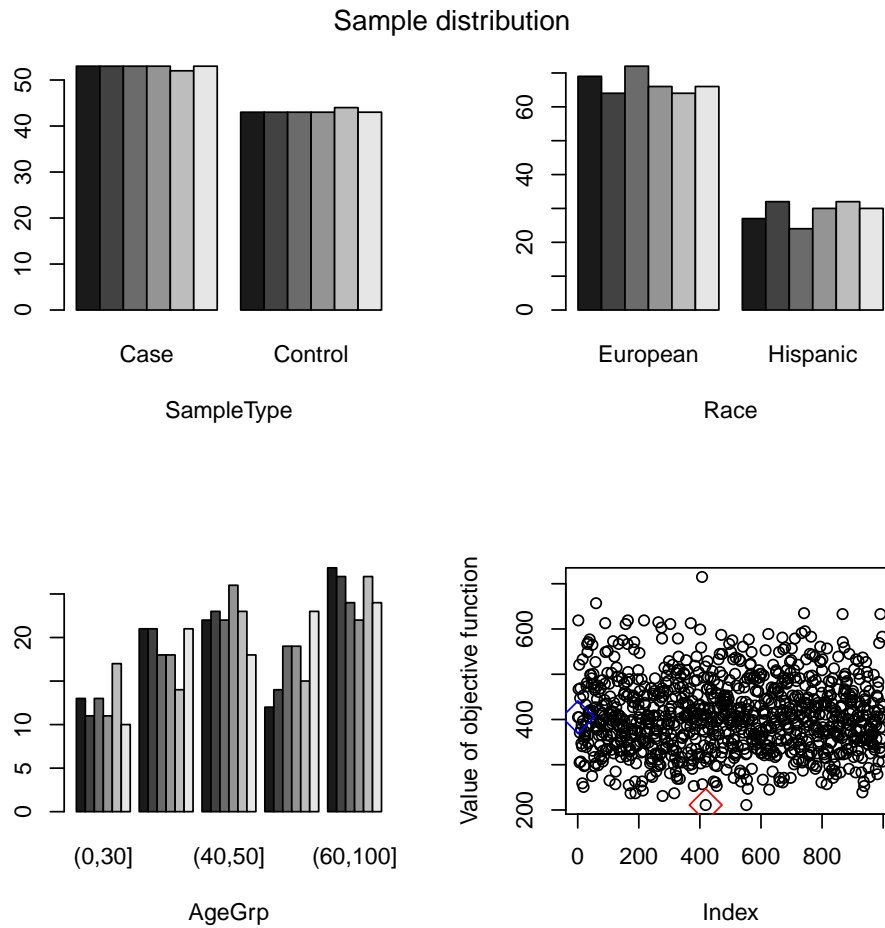 Sample distribution
50
40
30
20
10
0
Case Control
SampleType
60
40
20
0
European Hispanic
Race
20
10
5
0
(0,30] (40,50] (60,100]
AgeGrp
Value of objective function
600
400
200
0 200 400 600 800
Index